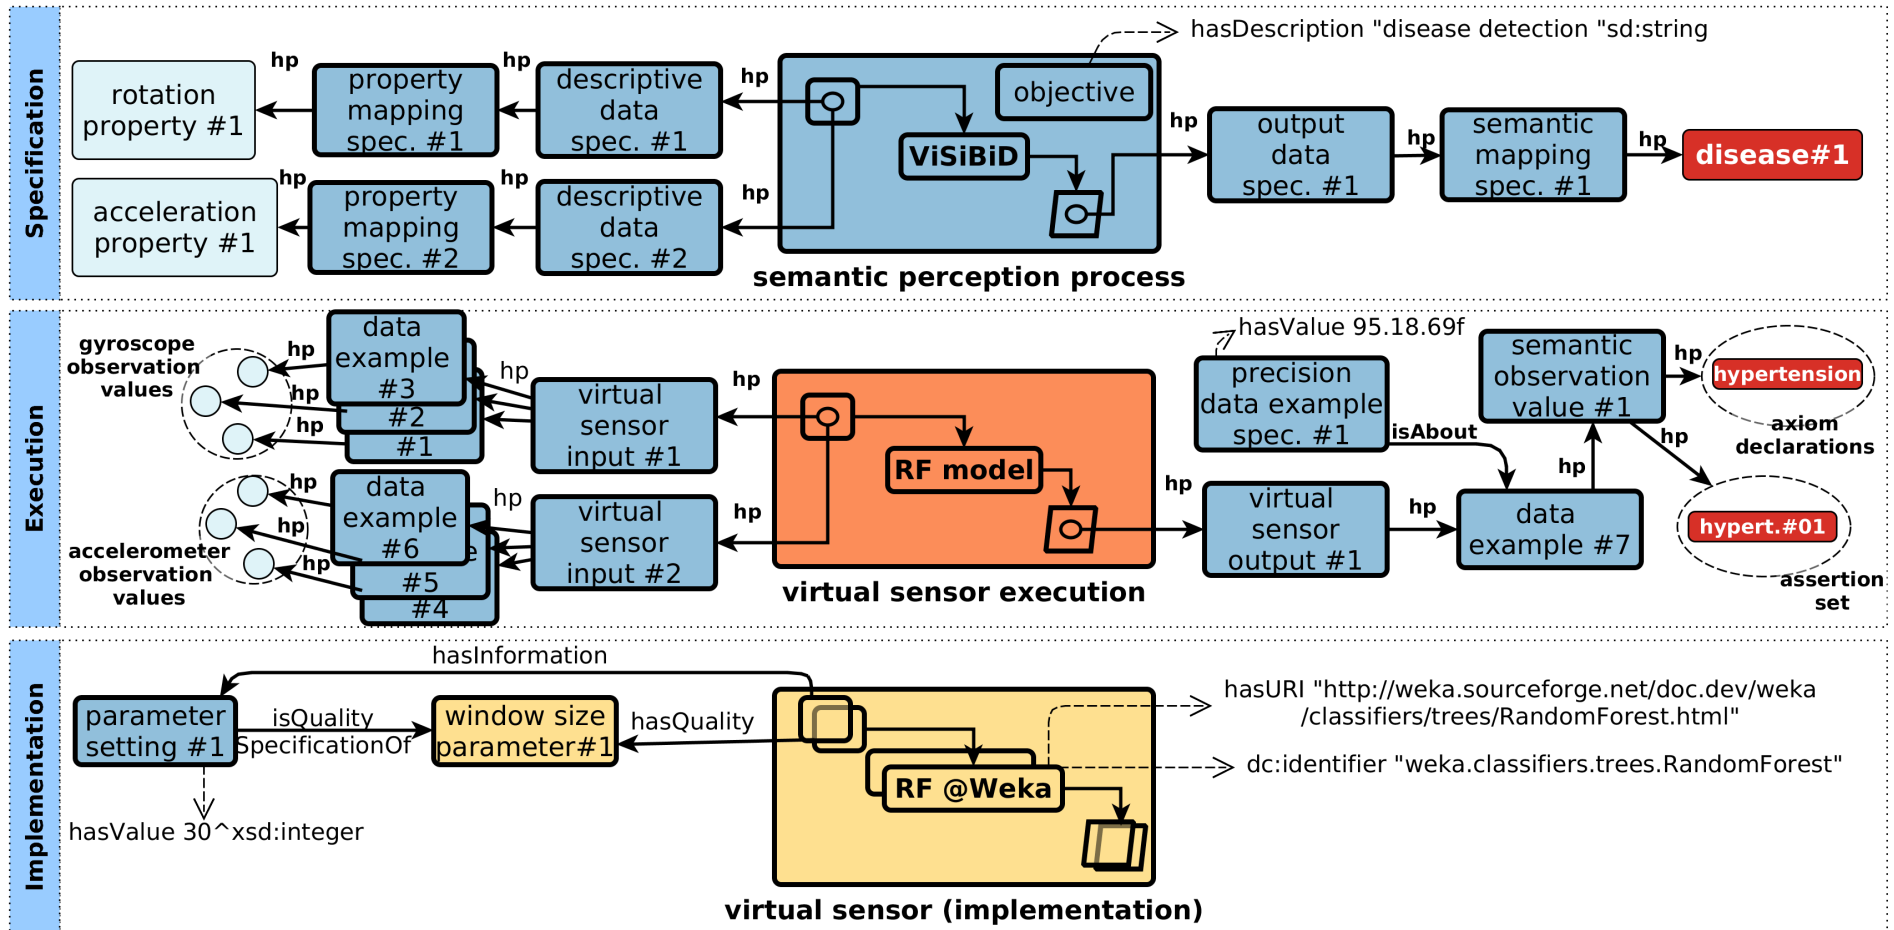 Specification
hasDescription "disease detection "sd:string
rotation
property #1
hp
property
mapping
spec. #1
hp
descriptive
data
spec. #1
hp
objective
ViSiBiD
hp
output
data
spec. #1
hp
semantic
mapping
spec. #1
hp
disease#1
acceleration
property #1
hp
property
mapping
spec. #2
hp
descriptive
data
spec. #2
hp
semantic perception process
Execution
gyroscope
observation
values
hp
hp
hp
data
example
#3
#2
#1
hp
virtual
sensor
input #1
hp
RF model
hasValue 95.18.69f
precision
data example
spec. #1
isAbout
semantic
observation
value #1
hp
hypertension
axiom
declarations
hp
hp
accelerometer
observation
values
hp
hp
hp
data
example
#6
e
#5
#4
hp
virtual
sensor
input #2
hp
hp
virtual
sensor
output #1
hp
data
example #7
hypert.#01
assertion
set
virtual sensor execution
Implementation
hasInformation
parameter
setting #1
isQuality
SpecificationOf
window size
parameter#1
hasQuality
RF @Weka
hasURI "http://weka.sourceforge.net/doc.dev/weka
/classifiers/trees/RandomForest.html"
dc:identifier "weka.classifiers.trees.RandomForest"
hasValue 30^xsd:integer
virtual sensor (implementation)